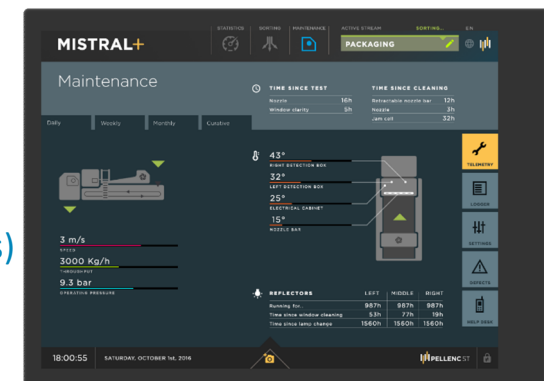 STATISTICS
SORTING
MAINTENANCE
ACTIVE STREAM
SORTING...
EN
MISTRAL+
PACKAGING
Maintenance
TIME SINCE TEST
Nozzle 16h
Window clarity 5h
TIME SINCE CLEANING
Retractable nozzle bar 12h
Nozzle 3h
Jam cell 32h
Daily
Weekly
Monthly
Curative
43°
RIGHT DETECTION BOX
32°
LEFT DETECTION BOX
25°
ELECTRICAL CABINET
15°
NOZZLE BAR
TELEMETRY
LOGBOOK
SETTINGS
DEFECTS
HELP DESK
s)
3 m/s
SPEED
3000 Kg/h
THROUGHPUT
9.3 bar
OPERATING PRESSURE
REFLECTORS LEFT MIDDLE RIGHT
Running for... 987h 987h 987h
Time since window cleaning 53h 77h 19h
Time since lamp change 1560h 1560h 1560h
18:00:55
SATURDAY, OCTOBER 1st, 2016
PELLENC ST